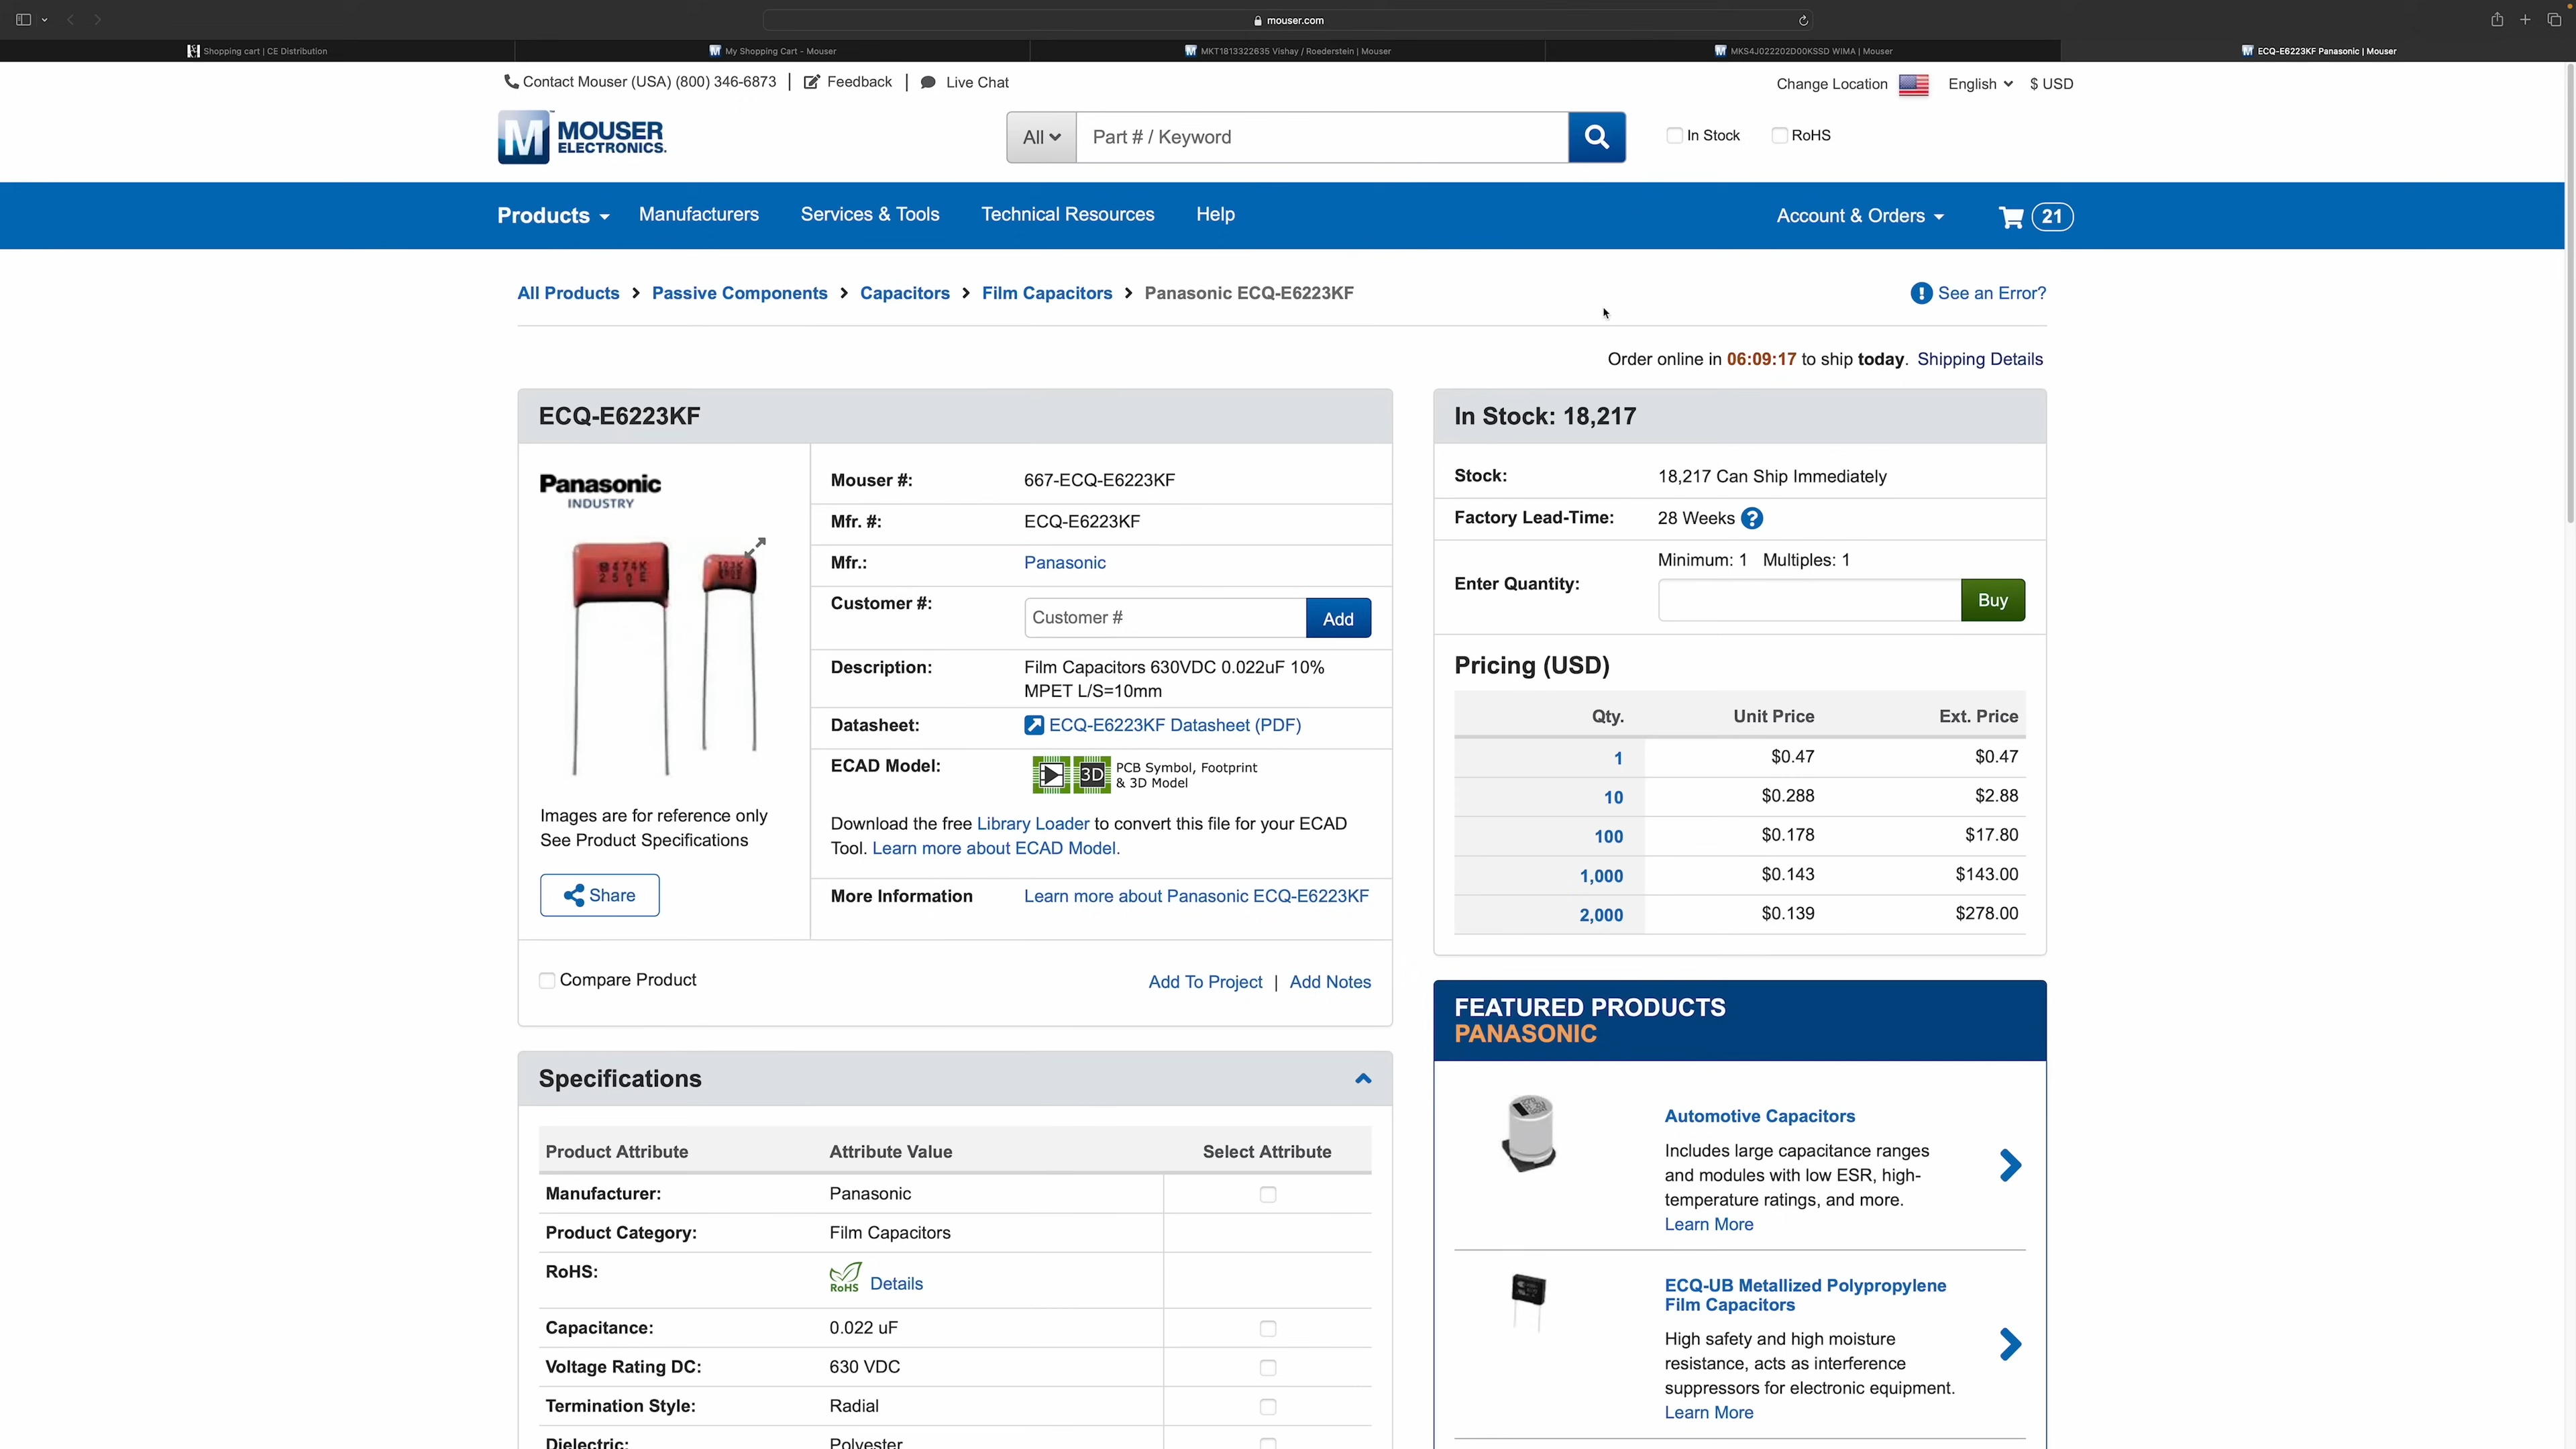 mouser.com
Shopping cart | CE Distribution
My Shopping Cart - Mouser
MKT1813322635 Vishay / Roederstein | Mouser
MKS4J022202D00KSSD WIMA | Mouser
ECQ-E6223KF Panasonic | Mouser
Contact Mouser (USA) (800) 346-6873 | Feedback | Live Chat
Change Location English $ USD
M MOUSER ELECTRONICS.
All Part # / Keyword
In Stock RoHS
Products Manufacturers Services & Tools Technical Resources Help
Account & Orders 21
All Products > Passive Components > Capacitors > Film Capacitors > Panasonic ECQ-E6223KF
See an Error?
Order online in 06:09:17 to ship today. Shipping Details
ECQ-E6223KF
Panasonic
INDUSTRY
474K
250
E
Images are for reference only
See Product Specifications
Share
Mouser #: 667-ECQ-E6223KF
Mfr. #: ECQ-E6223KF
Mfr.: Panasonic
Customer #: Customer # Add
Description: Film Capacitors 630VDC 0.022uF 10%
MPET L/S=10mm
Datasheet: ECQ-E6223KF Datasheet (PDF)
ECAD Model: 3D PCB Symbol, Footprint
& 3D Model
Download the free Library Loader to convert this file for your ECAD
Tool. Learn more about ECAD Model.
More Information Learn more about Panasonic ECQ-E6223KF
Compare Product
Add To Project | Add Notes
In Stock: 18,217
Stock: 18,217 Can Ship Immediately
Factory Lead-Time: 28 Weeks ?
Minimum: 1 Multiples: 1
Enter Quantity: Buy
Pricing (USD)
Qty. Unit Price Ext. Price
1 $0.47 $0.47
10 $0.288 $2.88
100 $0.178 $17.80
1,000 $0.143 $143.00
2,000 $0.139 $278.00
Specifications
Product Attribute Attribute Value Select Attribute
Manufacturer: Panasonic
Product Category: Film Capacitors
RoHS: RoHS Details
Capacitance: 0.022 uF
Voltage Rating DC: 630 VDC
Termination Style: Radial
Dielectric: Polyester
FEATURED PRODUCTS
PANASONIC
Automotive Capacitors
Includes large capacitance ranges
and modules with low ESR, high-
temperature ratings, and more.
Learn More
ECQ-UB Metallized Polypropylene
Film Capacitors
High safety and high moisture
resistance, acts as interference
suppressors for electronic equipment.
Learn More